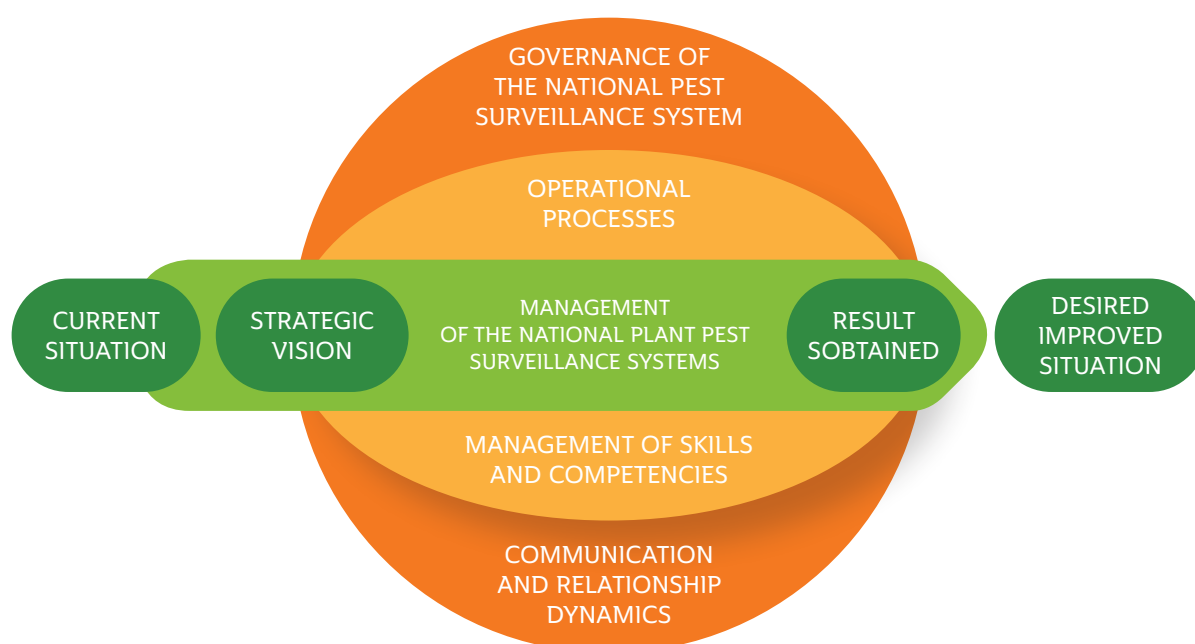 GOVERNANCE OF
THE NATIONAL PEST
SURVEILLANCE SYSTEM
OPERATIONAL
PROCESSES
CURRENT
SITUATION
STRATEGIC
VISION
MANAGEMENT
OF THE NATIONAL PLANT PEST
SURVEILLANCE SYSTEMS
RESULT
SOBTAINED
DESIRED
IMPROVED
SITUATION
MANAGEMENT OF SKILLS
AND COMPETENCIES
COMMUNICATION
AND RELATIONSHIP
DYNAMICS